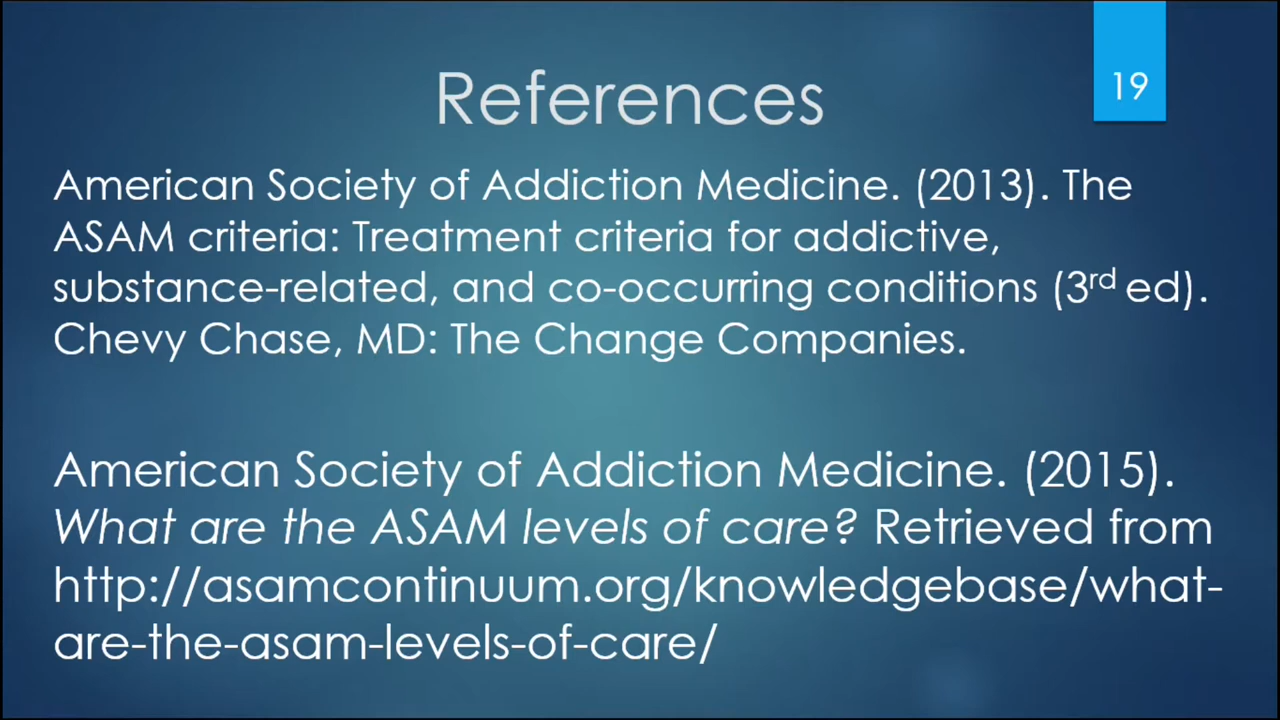 References
19
American Society of Addiction Medicine. (2013). The
ASAM criteria: Treatment criteria for addictive,
substance-related, and co-occurring conditions (3rd ed).
Chevy Chase, MD: The Change Companies.
American Society of Addiction Medicine. (2015).
What are the ASAM levels of care? Retrieved from
http://asamcontinuum.org/knowledgebase/what-
are-the-asam-levels-of-care/